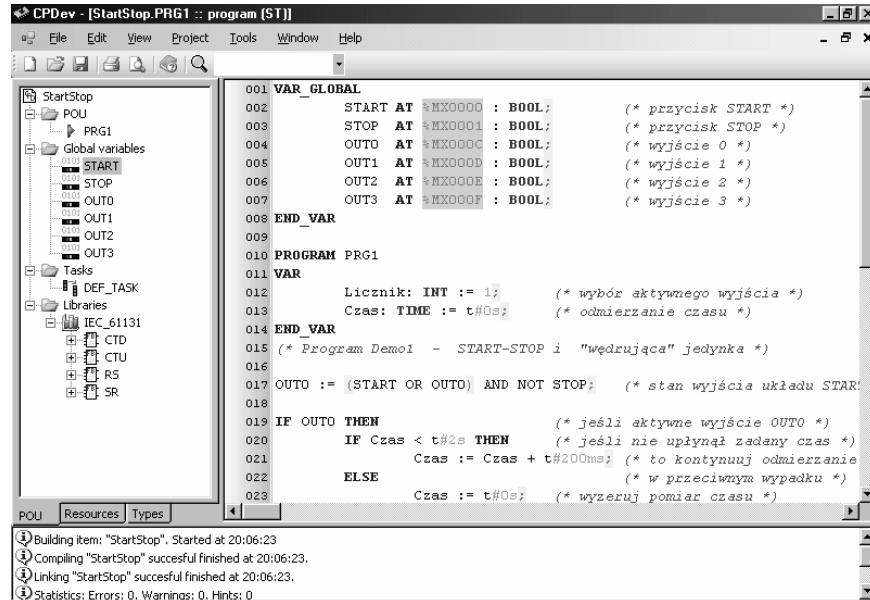 CPDev - [StartStop.PRG1 :: program (ST)]
File Edit View Project Tools Window Help
StartStop
POU
PRG1
Global variables
START
STOP
OUT0
OUT1
OUT2
OUT3
Tasks
DEF_TASK
Libraries
IEC_61131
CTD
CTU
RS
SR
POU Resources Types
001 VAR_GLOBAL
002 START AT %MX0000 : BOOL; (* przycisk START *)
003 STOP AT %MX0001 : BOOL; (* przycisk STOP *)
004 OUT0 AT %MX000C : BOOL; (* wyjście 0 *)
005 OUT1 AT %MX000D : BOOL; (* wyjście 1 *)
006 OUT2 AT %MX000E : BOOL; (* wyjście 2 *)
007 OUT3 AT %MX000F : BOOL; (* wyjście 3 *)
008 END_VAR
009
010 PROGRAM PRG1
011 VAR
012 Licznik: INT := 1; (* wybór aktywnego wyjścia *)
013 Czas: TIME := t#0s; (* odmierzanie czasu *)
014 END_VAR
015 (* Program Demo1 - START-STOP i "wędrująca" jedynka *)
016
017 OUT0 := (START OR OUT0) AND NOT STOP; (* stan wyjścia układu START
018
019 IF OUT0 THEN (* jeśli aktywne wyjście OUT0 *)
020 IF Czas < t#2s THEN (* jeśli nie upłynął zadany czas *)
021 Czas := Czas + t#200ms; (* to kontynuuj odmierzanie
022 ELSE (* w przeciwnym wypadku *)
023 Czas := t#0s; (* wyzeruj pomiar czasu *)
Building item: "StartStop". Started at 20:06:23
Compiling "StartStop" succesful finished at 20:06:23.
Linking "StartStop" succesful finished at 20:06:23.
Statistics: Errors: 0, Warnings: 0, Hints: 0